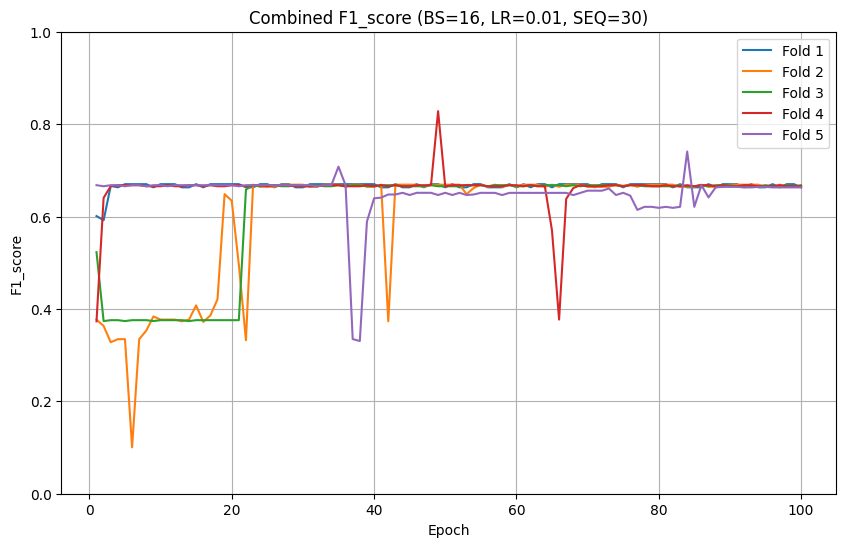 Combined F1_score (BS=16, LR=0.01, SEQ=30)
1.0
0.8
0.6
0.4
0.2
0.0
F1_score
0 20 40 60 80 100
Epoch
Fold 1
Fold 2
Fold 3
Fold 4
Fold 5